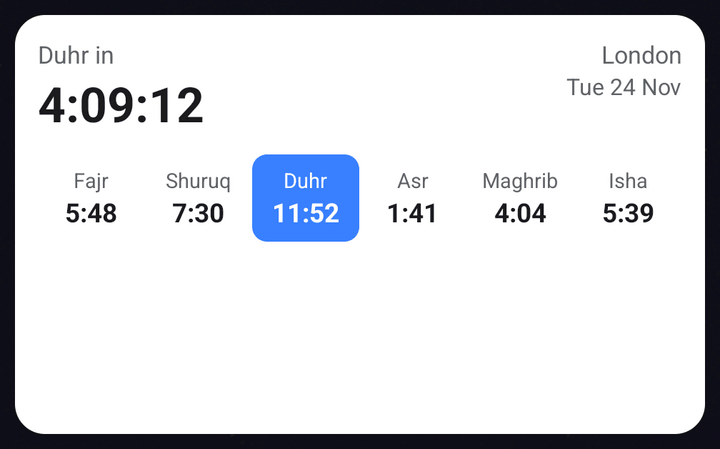 Duhr in
London
4:09:12
Tue 24 Nov
Fajr Shuruq Duhr Asr Maghrib Isha
5:48 7:30 11:52 1:41 4:04 5:39